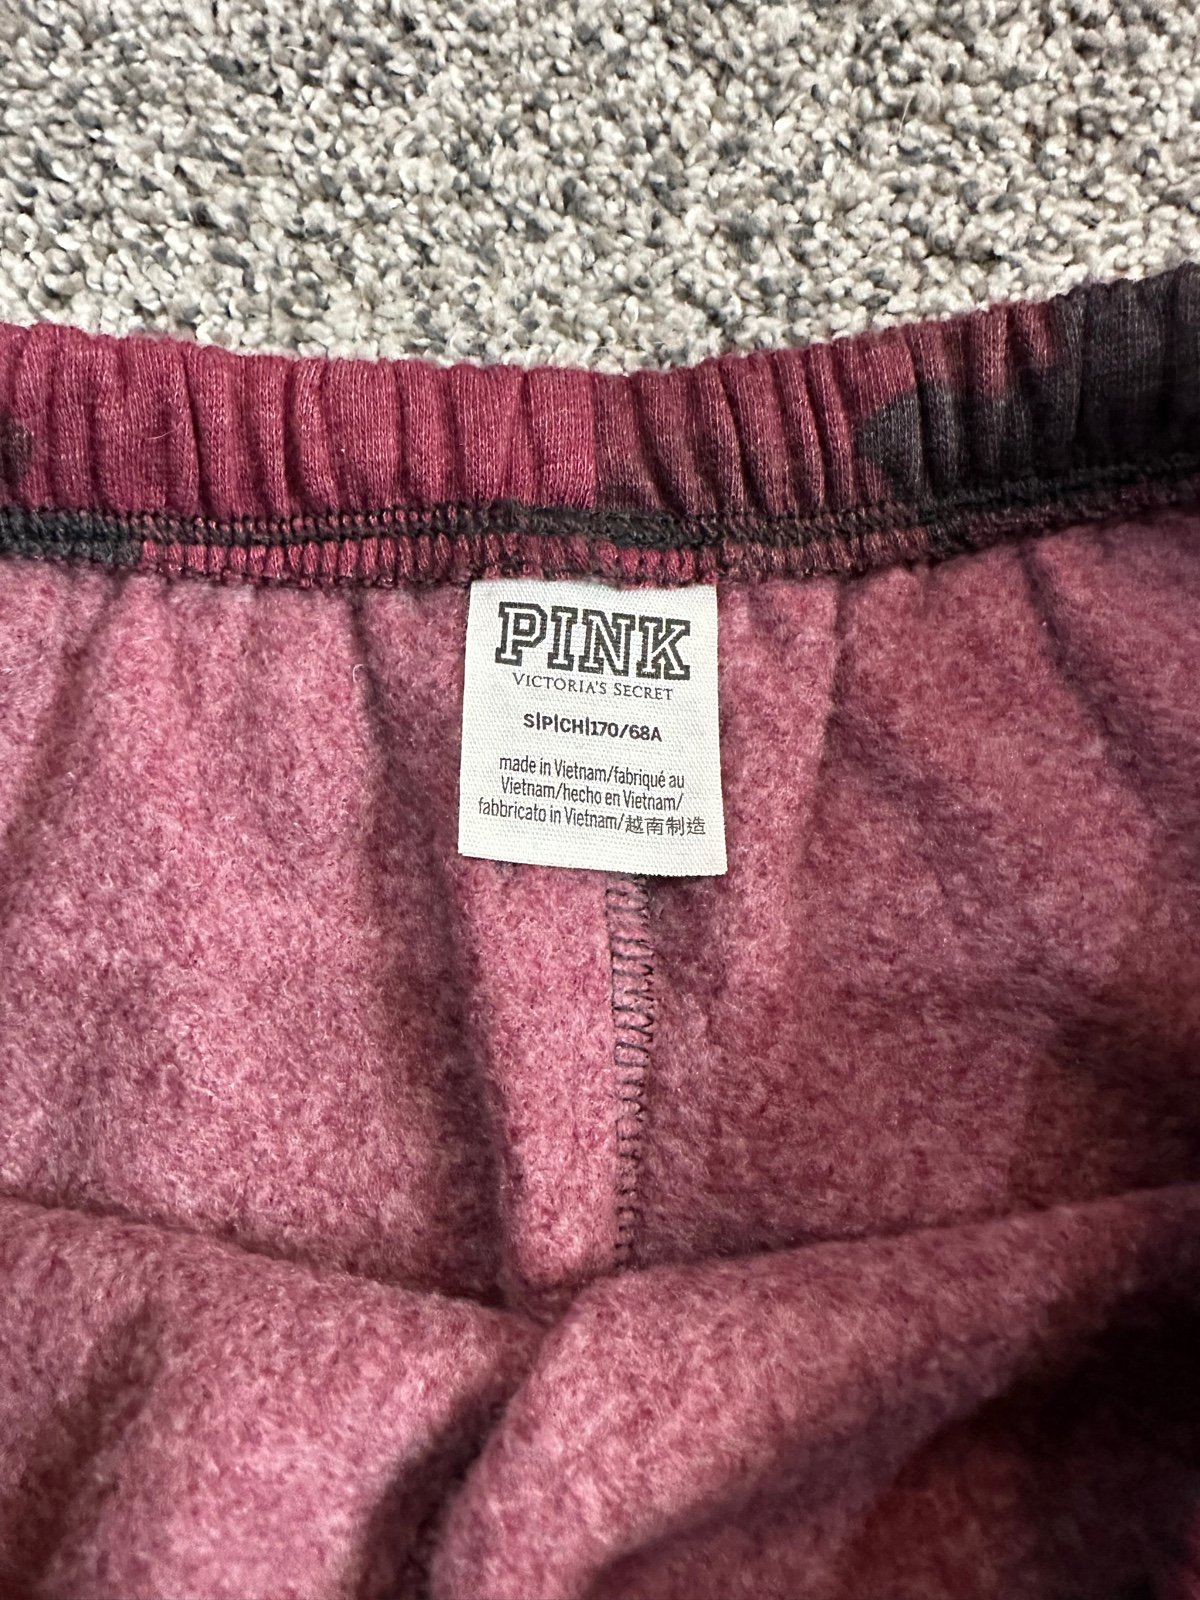 PINK
VICTORIA'S SECRET
S|P|CH|170/68A
made in Vietnam/fabriqué au
Vietnam/hecho en Vietnam/
fabbricato in Vietnam/越南制造